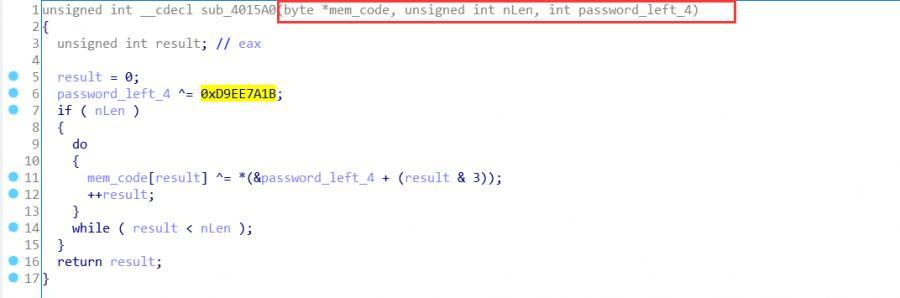 1 unsigned int __cdecl sub_4015A0(byte *mem_code, unsigned int nLen, int password_left_4)
2 {
3 unsigned int result; // eax
4
5 result = 0;
6 password_left_4 ^= 0xD9EE7A1B;
7 if ( nLen )
8 {
9 do
10 {
11 mem_code[result] ^= *(&password_left_4 + (result & 3));
12 ++result;
13 }
14 while ( result < nLen );
15 }
16 return result;
17 }